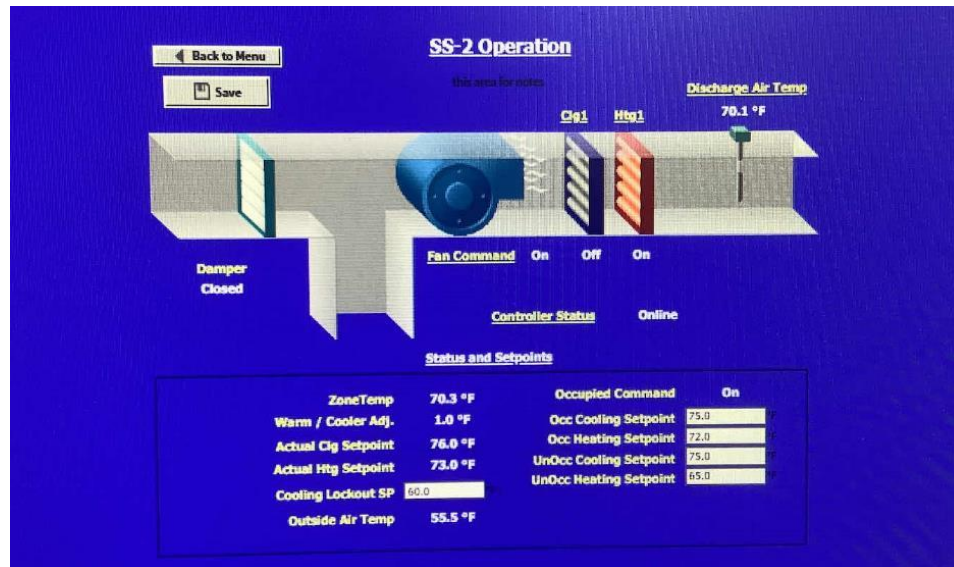 SS-2 Operation
Back to Menu
this area for notes
Save
Discharge Air Temp
70.1 °F
Clg1 Htg1
Fan Command On Off On
Damper
Closed
Controller Status Online
Status and Setpoints
ZoneTemp 70.3 °F
Warm / Cooler Adj. 1.0 °F
Actual Clg Setpoint 76.0 °F
Actual Htg Setpoint 73.0 °F
Cooling Lockout SP 60.0
Outside Air Temp 55.5 °F
Occupied Command On
Occ Cooling Setpoint 75.0 °F
Occ Heating Setpoint 72.0 °F
UnOcc Cooling Setpoint 75.0 °F
UnOcc Heating Setpoint 65.0 °F